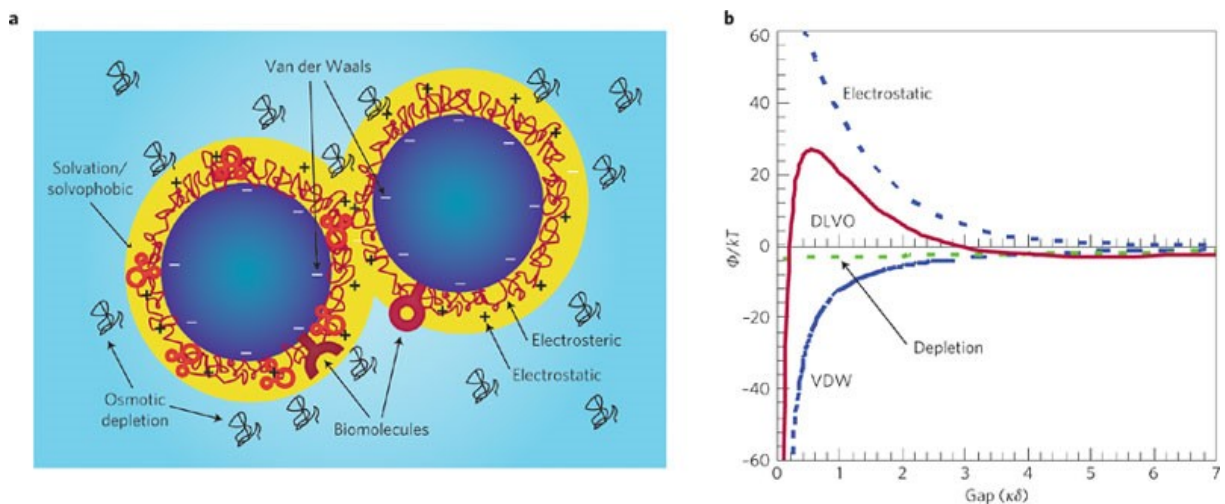 a
Van der Waals
Solvation/
solvophobic
Osmotic
depletion
Biomolecules
Electrosteric
Electrostatic
b
60
40
20
0
-20
-40
-60
Φ/kT
Electrostatic
DLVO
Depletion
VDW
0 1 2 3 4 5 6 7
Gap (κδ)